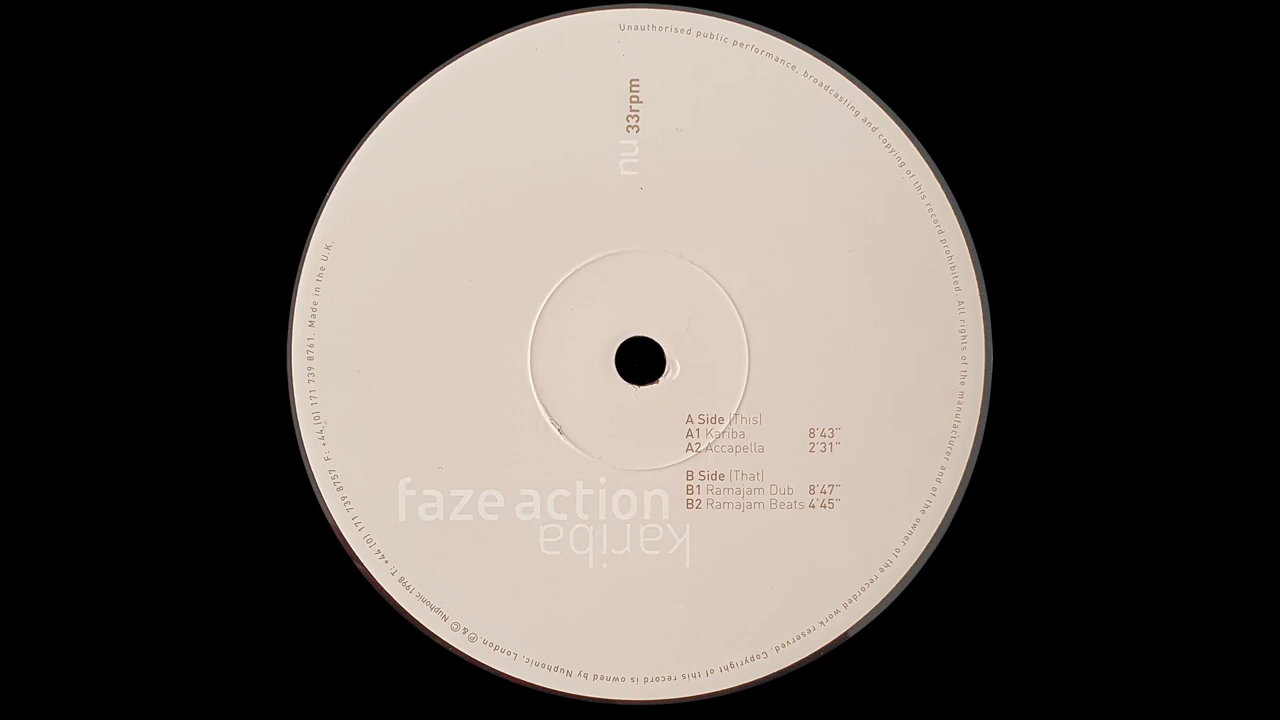 Unauthorised public performance, broadcasting and copying of this record prohibited. All rights of the manufacturer and of the owner of the recorded work reserved. Copyright of this record is owned by Nuphonic, London. ℗ & © Nuphonic 1998 T: +44 (0) 171 739 8757 F: +44 (0) 171 739 8761. Made in the U.K.
nu 33rpm
A Side (This)
A1 Kariba 8'43"
A2 Accapella 2'31"
B Side (That)
B1 Ramajam Dub 8'47"
B2 Ramajam Beats 4'45"
faze action
kariba